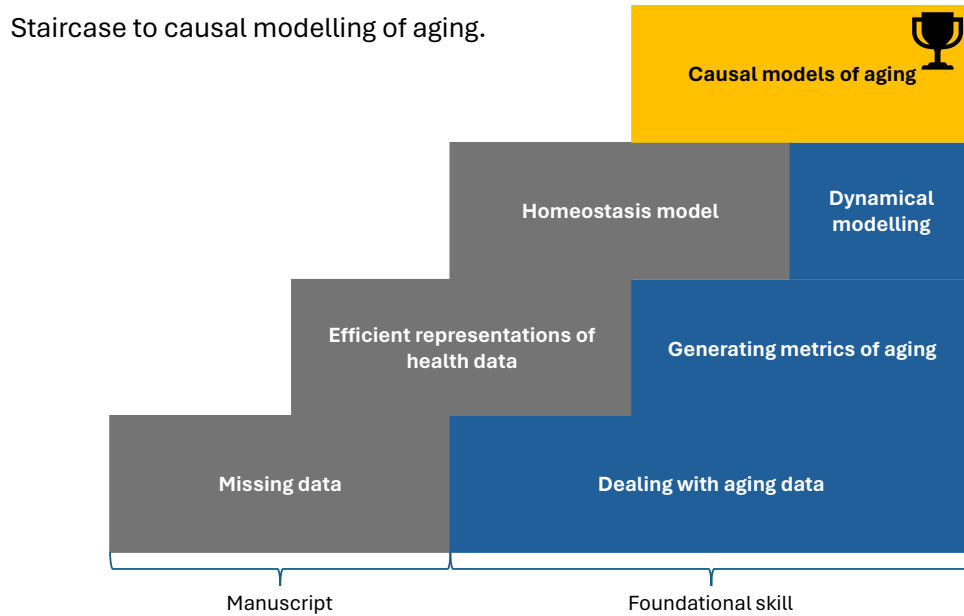 Staircase to causal modelling of aging.
Causal models of aging
Homeostasis model
Dynamical
modelling
Efficient representations of
health data
Generating metrics of aging
Missing data
Dealing with aging data
Manuscript
Foundational skill